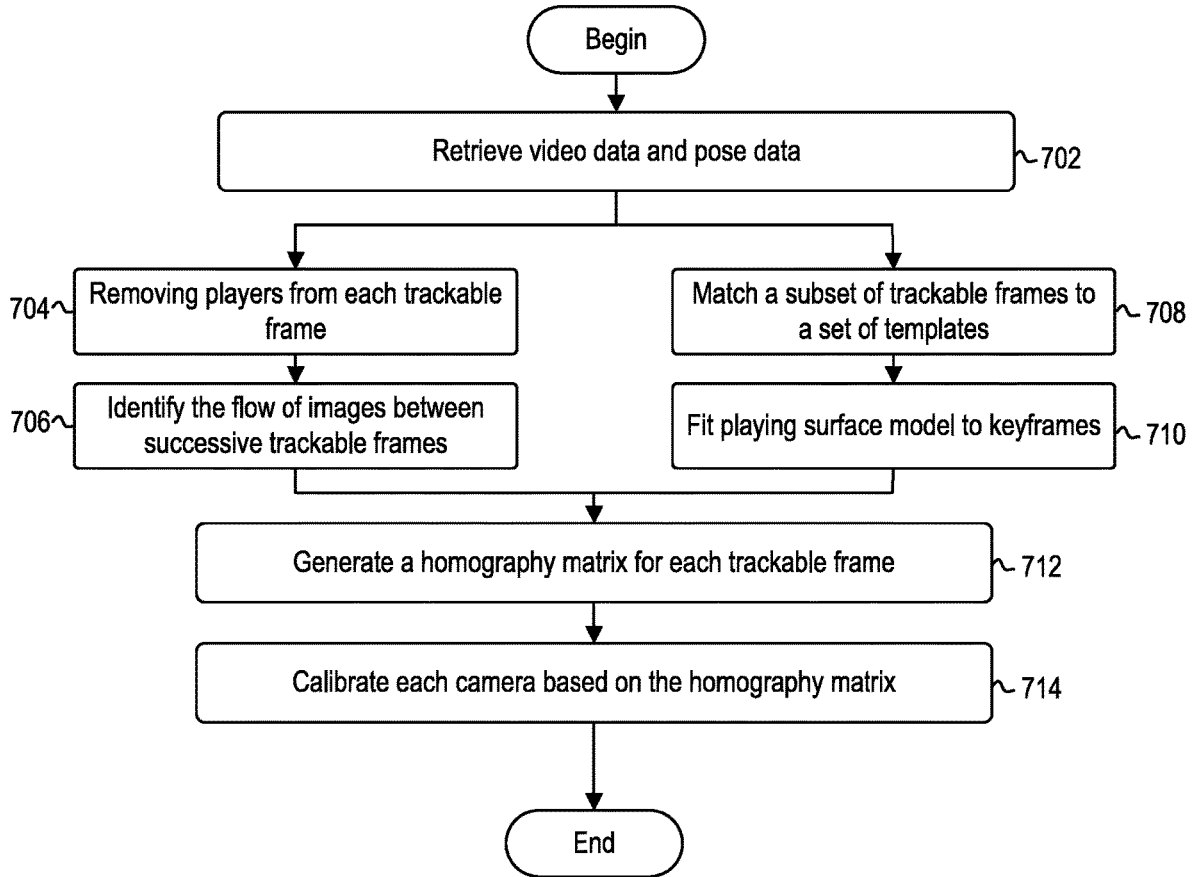 Begin
Retrieve video data and pose data
702
704
Removing players from each trackable
frame
706
Identify the flow of images between
successive trackable frames
Match a subset of trackable frames to
a set of templates
708
Fit playing surface model to keyframes
710
Generate a homography matrix for each trackable frame
712
Calibrate each camera based on the homography matrix
714
End